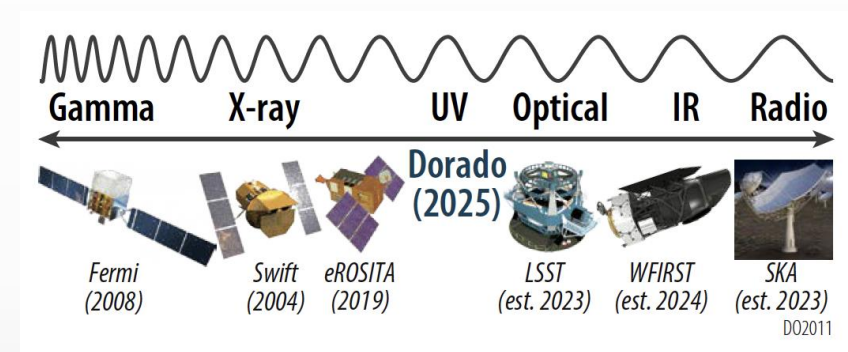 Gamma X-ray UV Optical IR Radio
Dorado
(2025)
Fermi
(2008)
Swift
(2004)
eROSITA
(2019)
LSST
(est. 2023)
WFIRST
(est. 2024)
SKA
(est. 2023)
DO2011